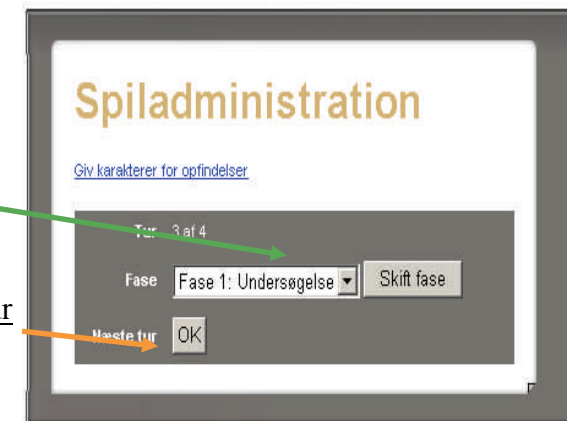 Spiladministration
Giv karakterer for opfindelser
Tur 3 af 4
Fase Fase 1: Undersøgelse Skift fase
Næste tur OK